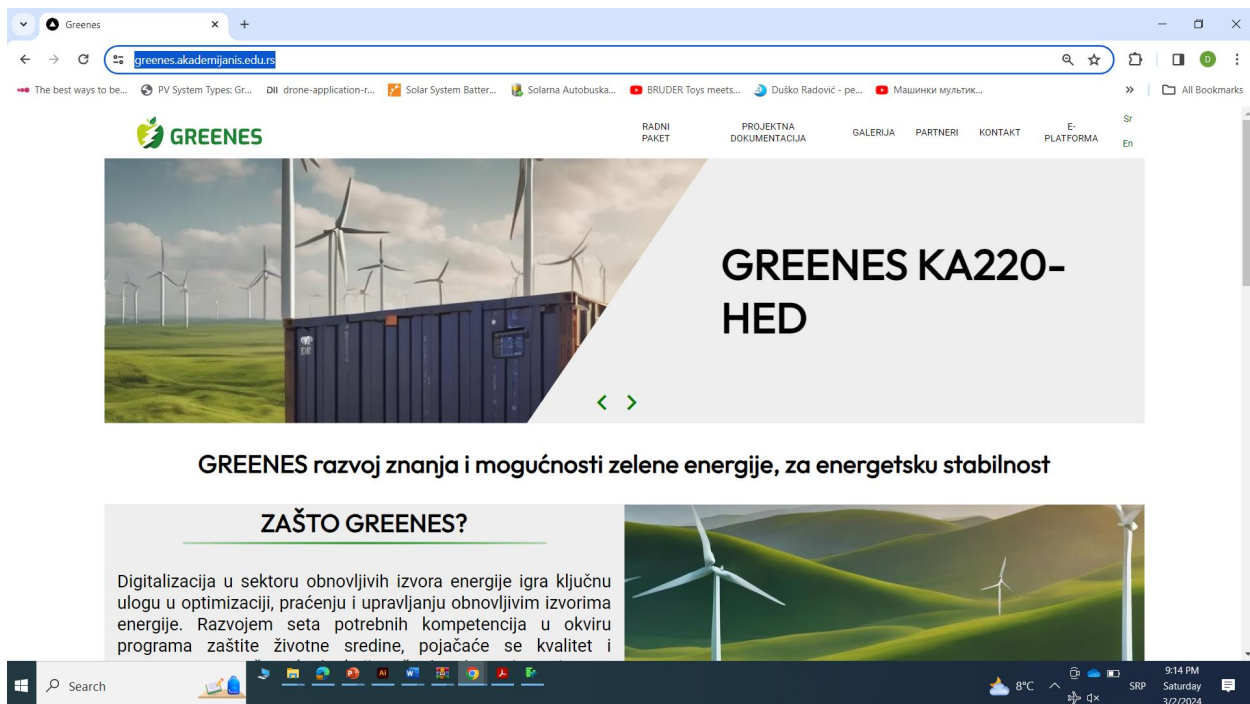 Greenes
greenes.akademijanis.edu.rs
The best ways to be... PV System Types: Gr... DII drone-application-r... Solar System Batter... Solarna Autobuska... BRUDER Toys meets... Duško Radović - pe... Машинки мультик... All Bookmarks
GREENES
RADNI PAKET
PROJEKTNA DOKUMENTACIJA
GALERIJA
PARTNERI
KONTAKT
E-PLATFORMA
Sr
En
GREENES KA220-
HED
GREENES razvoj znanja i mogućnosti zelene energije, za energetsku stabilnost
ZAŠTO GREENES?
Digitalizacija u sektoru obnovljivih izvora energije igra ključnu
ulogu u optimizaciji, praćenju i upravljanju obnovljivim izvorima
energije. Razvojem seta potrebnih kompetencija u okviru
programa zaštite životne sredine, pojačaće se kvalitet i
Search
8°C
SRP
9:14 PM
Saturday
3/2/2024